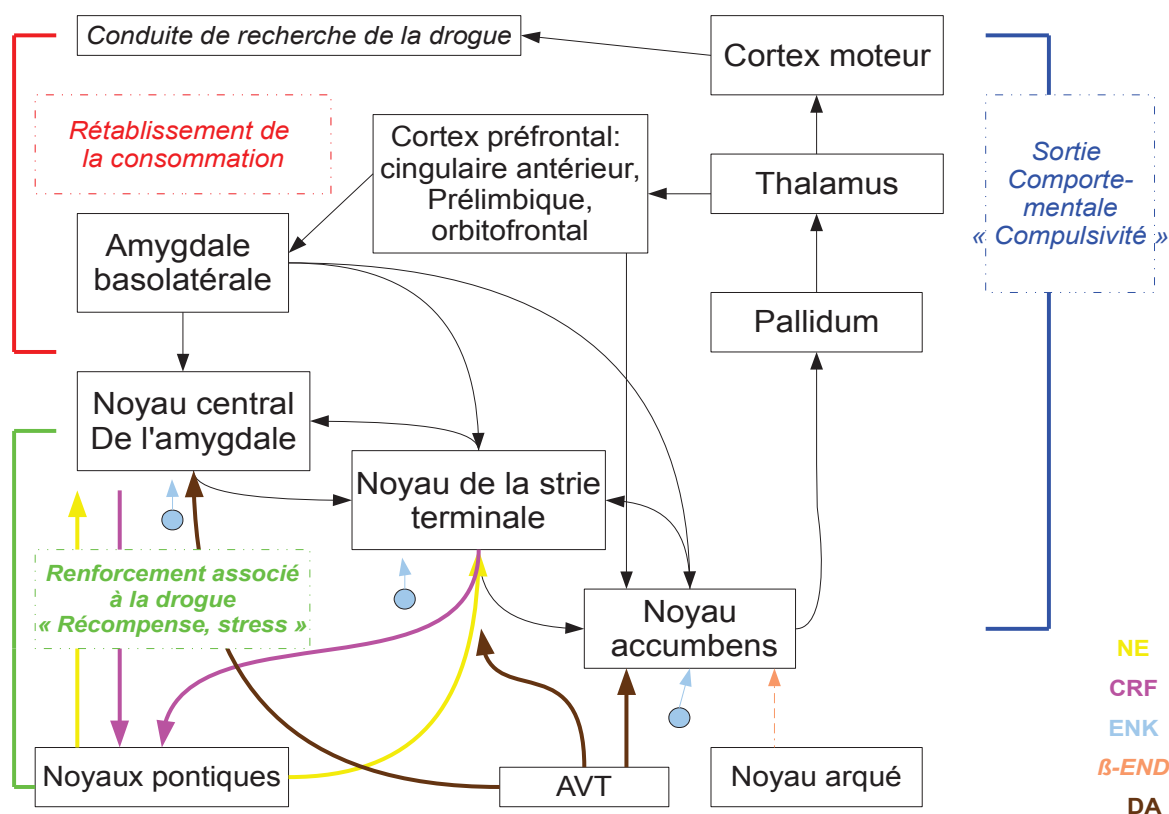 Conduite de recherche de la drogue
Cortex moteur
Rétablissement de
la consommation
Cortex préfrontal:
cingulaire antérieur,
Prélimbique,
orbitofrontal
Thalamus
Sortie
Comporte-
mentale
« Compulsivité »
Amygdale
basolatérale
Pallidum
Noyau central
De l'amygdale
Noyau de la strie
terminale
Renforcement associé
à la drogue
« Récompense, stress »
Noyau
accumbens
NE
CRF
ENK
ß-END
DA
Noyaux pontiques
AVT
Noyau arqué